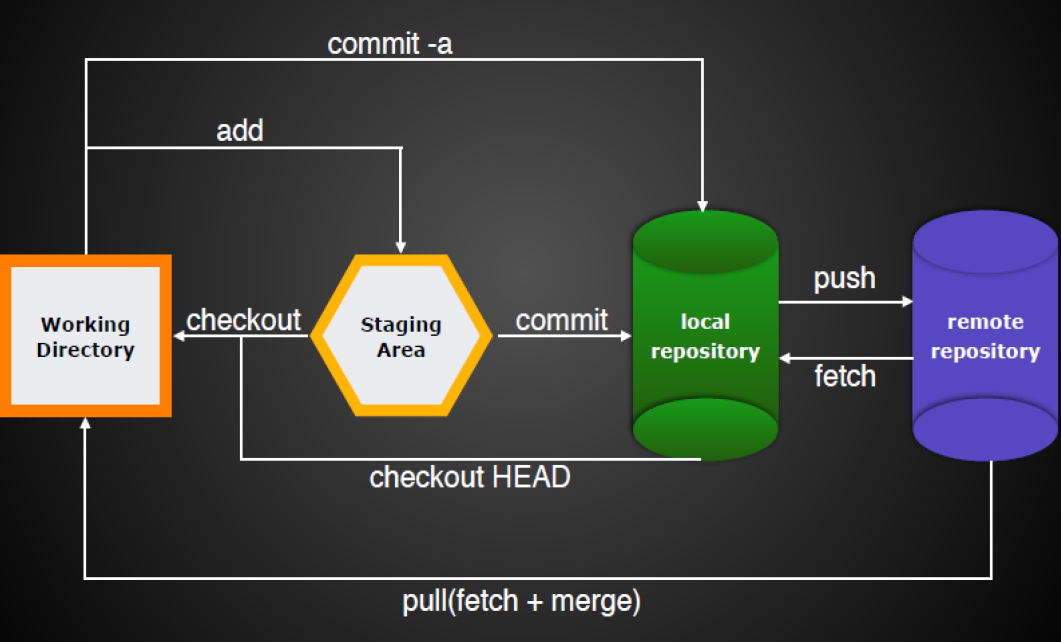 commit -a
add
Working
Directory
checkout
Staging
Area
commit
local
repository
push
fetch
remote
repository
checkout HEAD
pull(fetch + merge)